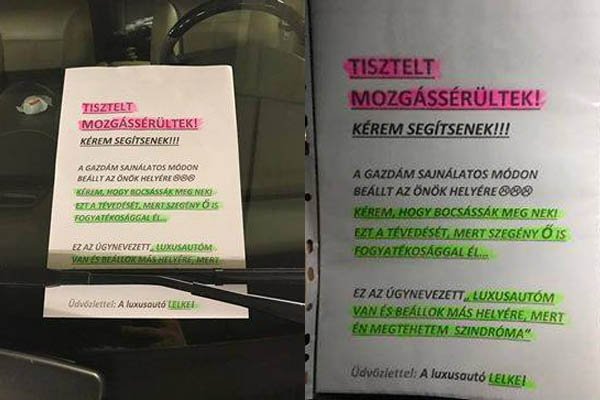 TISZTELT
MOZGÁSSÉRÜLTEK!
KÉREM SEGÍTSENEK!!!
A GAZDÁM SAJNÁLATOS MÓDON
BEÁLLT AZ ÖNÖK HELYÉRE ☹☹☹
KÉREM, HOGY BOCSÁSSÁK MEG NEKI
EZT A TÉVEDÉSÉT, MERT SZEGÉNY Ő IS
FOGYATÉKOSSÁGGAL ÉL...
EZ AZ ÚGYNEVEZETT „LUXUSAUTÓM
VAN ÉS BEÁLLOK MÁS HELYÉRE, MERT
Üdvözlettel: A luxusautó LELKE!
TISZTELT
MOZGÁSSÉRÜLTEK!
KÉREM SEGÍTSENEK!!!
A GAZDÁM SAJNÁLATOS MÓDON
BEÁLLT AZ ÖNÖK HELYÉRE ☹☹☹
KÉREM, HOGY BOCSÁSSÁK MEG NEKI
EZT A TÉVEDÉSÉT, MERT SZEGÉNY Ő IS
FOGYATÉKOSSÁGGAL ÉL...
EZ AZ ÚGYNEVEZETT „LUXUSAUTÓM
VAN ÉS BEÁLLOK MÁS HELYÉRE, MERT
ÉN MEGTEHETEM SZINDRÓMA"
Üdvözlettel: A luxusautó LELKE!